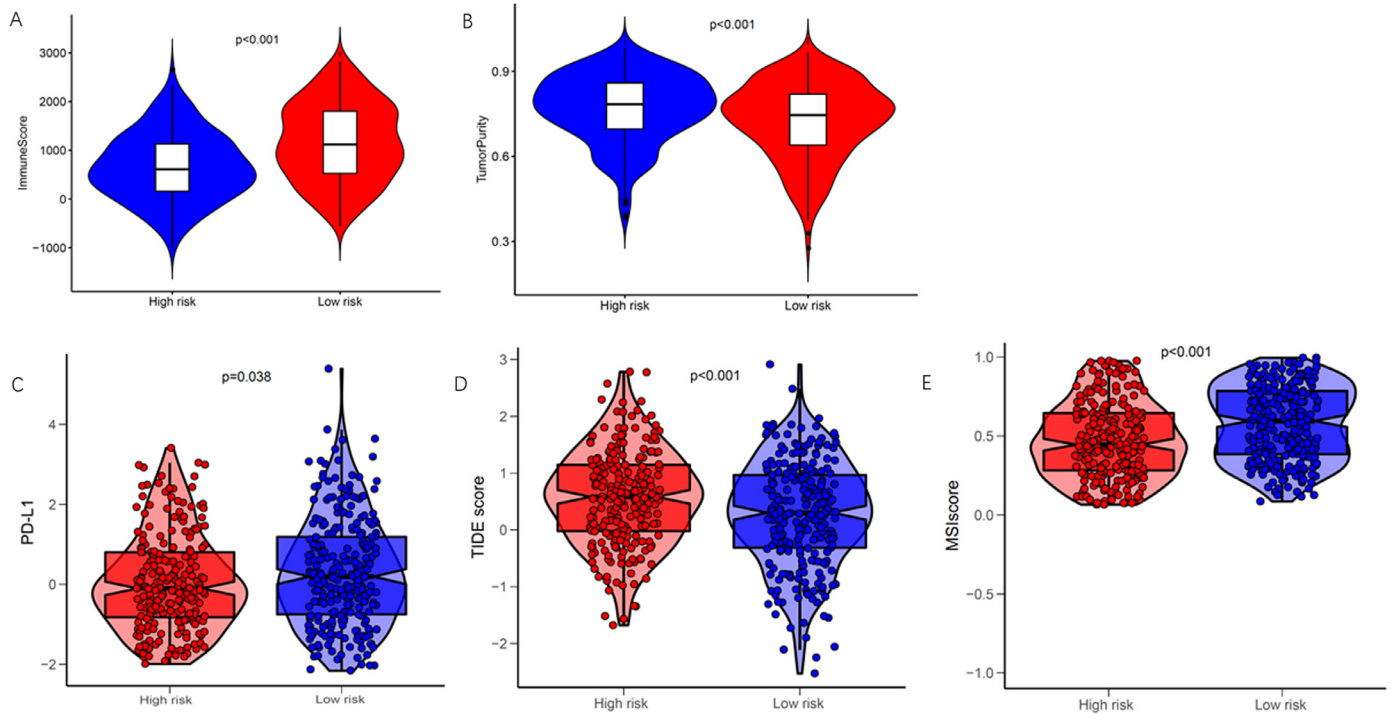 A
p<0.001
ImmuneScore
3000
2000
1000
0
−1000
High risk
Low risk
B
p<0.001
TumorPurity
0.9
0.6
0.3
High risk
Low risk
C
p=0.038
PD-L1
4
2
0
−2
High risk
Low risk
D
p<0.001
TIDE score
3
2
1
0
−1
−2
High risk
Low risk
E
p<0.001
MSIscore
1.0
0.5
0.0
−0.5
−1.0
High risk
Low risk